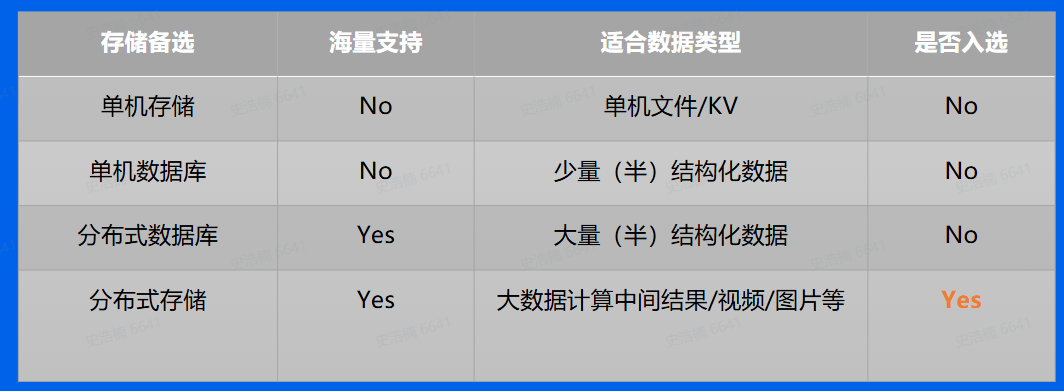 存储备选 海量支持 适合数据类型 是否入选
单机存储 No 单机文件/KV No
单机数据库 No 少量（半）结构化数据 No
分布式数据库 Yes 大量（半）结构化数据 No
分布式存储 Yes 大数据计算中间结果/视频/图片等 Yes